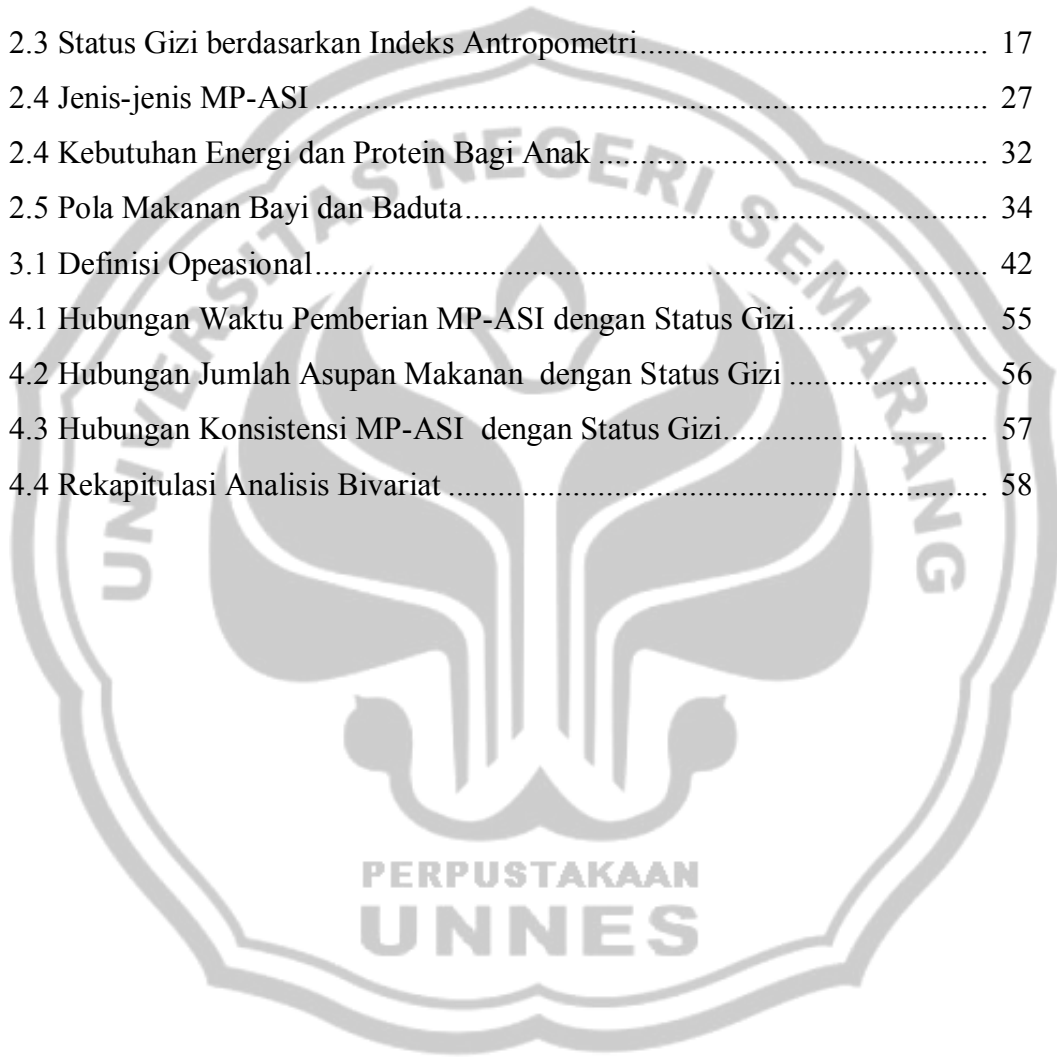 2.3 Status Gizi berdasarkan Indeks Antropometri.................................................... 17
2.4 Jenis-jenis MP-ASI .................................................................................................. 27
2.4 Kebutuhan Energi dan Protein Bagi Anak .......................................................... 32
2.5 Pola Makanan Bayi dan Baduta............................................................................. 34
3.1 Definisi Opeasional.................................................................................................. 42
4.1 Hubungan Waktu Pemberian MP-ASI dengan Status Gizi............................ 55
4.2 Hubungan Jumlah Asupan Makanan dengan Status Gizi ............................. 56
4.3 Hubungan Konsistensi MP-ASI dengan Status Gizi....................................... 57
4.4 Rekapitulasi Analisis Bivariat ................................................................................ 58
UNIVERSITAS NEGERI SEMARANG
PERPUSTAKAAN
UNNES